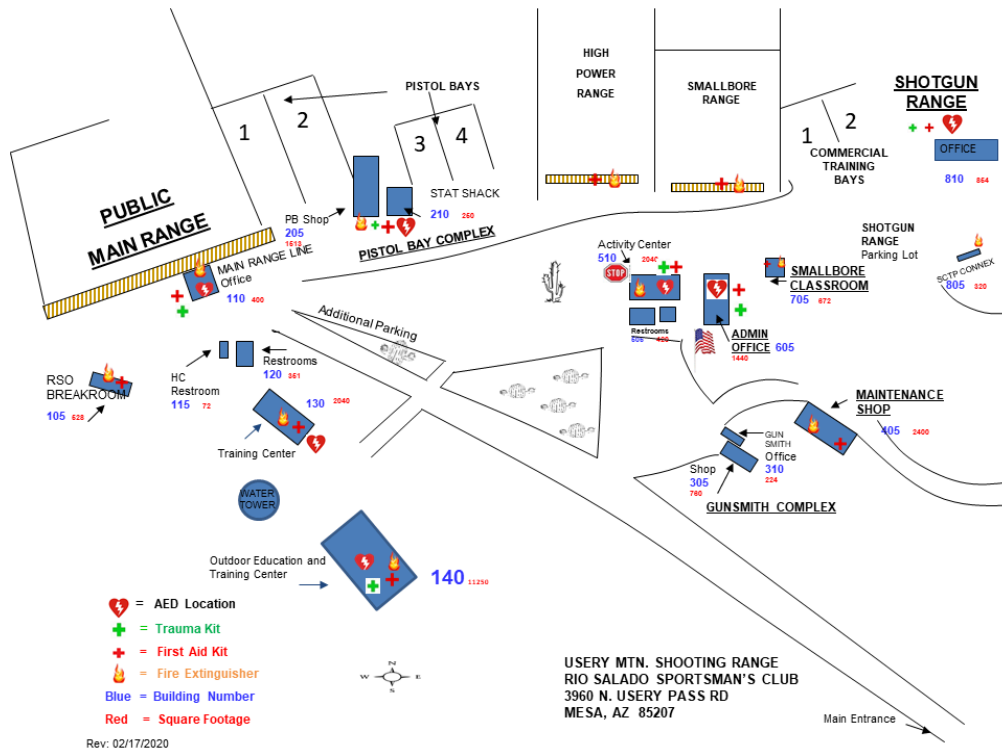 HIGH
POWER
RANGE
SMALLBORE
RANGE
PISTOL BAYS
1
2
3
4
1
2
COMMERCIAL
TRAINING
BAYS
SHOTGUN
RANGE
OFFICE
810 864
PUBLIC
MAIN RANGE
PB Shop
205
STAT SHACK
210 260
PISTOL BAY COMPLEX
MAIN RANGE LINE
Office
110 400
Activity Center
510 2040
STOP
Restrooms
ADMIN
OFFICE 605
1440
SMALLBORE
CLASSROOM
705 672
SHOTGUN
RANGE
Parking Lot
SCTP CONNEX
805 320
Additional Parking
RSO
BREAKROOM
105 628
HC
Restroom
115 72
Restrooms
120 361
130 2040
Training Center
WATER
TOWER
MAINTENANCE
SHOP
405 2400
GUN
SMITH
Office
310
224
Shop
305
760
GUNSMITH COMPLEX
Outdoor Education and
Training Center
140 11250
= AED Location
= Trauma Kit
= First Aid Kit
= Fire Extinguisher
Blue = Building Number
Red = Square Footage
Rev: 02/17/2020
N
W E
S
USERY MTN. SHOOTING RANGE
RIO SALADO SPORTSMAN'S CLUB
3960 N. USERY PASS RD
MESA, AZ 85207
Main Entrance